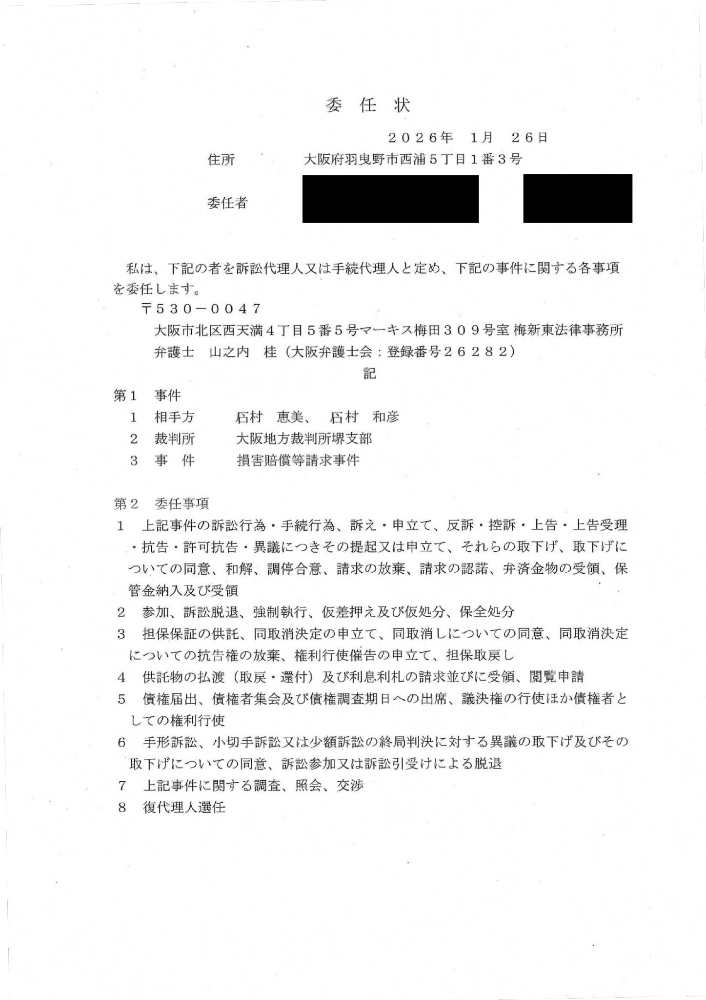 委　任　状
２０２６年　１月　２６日
住所　大阪府羽曳野市西浦５丁目１番３号
委任者
私は、下記の者を訴訟代理人又は手続代理人と定め、下記の事件に関する各事項
を委任します。
〒５３０－００４７
大阪市北区西天満４丁目５番５号マーキス梅田３０９号室 梅新東法律事務所
弁護士　山之内　桂（大阪弁護士会：登録番号２６２８２）
記
第１　事件
１　相手方　村　恵美、　村　和彦
２　裁判所　大阪地方裁判所堺支部
３　事　件　損害賠償等請求事件
第２　委任事項
１　上記事件の訴訟行為・手続行為、訴え・申立て、反訴・控訴・上告・上告受理
・抗告・許可抗告・異議につきその提起又は申立て、それらの取下げ、取下げに
ついての同意、和解、調停合意、請求の放棄、請求の認諾、弁済金物の受領、保
管金納入及び受領
２　参加、訴訟脱退、強制執行、仮差押え及び仮処分、保全処分
３　担保保証の供託、同取消決定の申立て、同取消しについての同意、同取消決定
についての抗告権の放棄、権利行使催告の申立て、担保取戻し
４　供託物の払渡（取戻・還付）及び利息利札の請求並びに受領、閲覧申請
５　債権届出、債権者集会及び債権調査期日への出席、議決権の行使ほか債権者と
しての権利行使
６　手形訴訟、小切手訴訟又は少額訴訟の終局判決に対する異議の取下げ及びその
取下げについての同意、訴訟参加又は訴訟引受けによる脱退
７　上記事件に関する調査、照会、交渉
８　復代理人選任